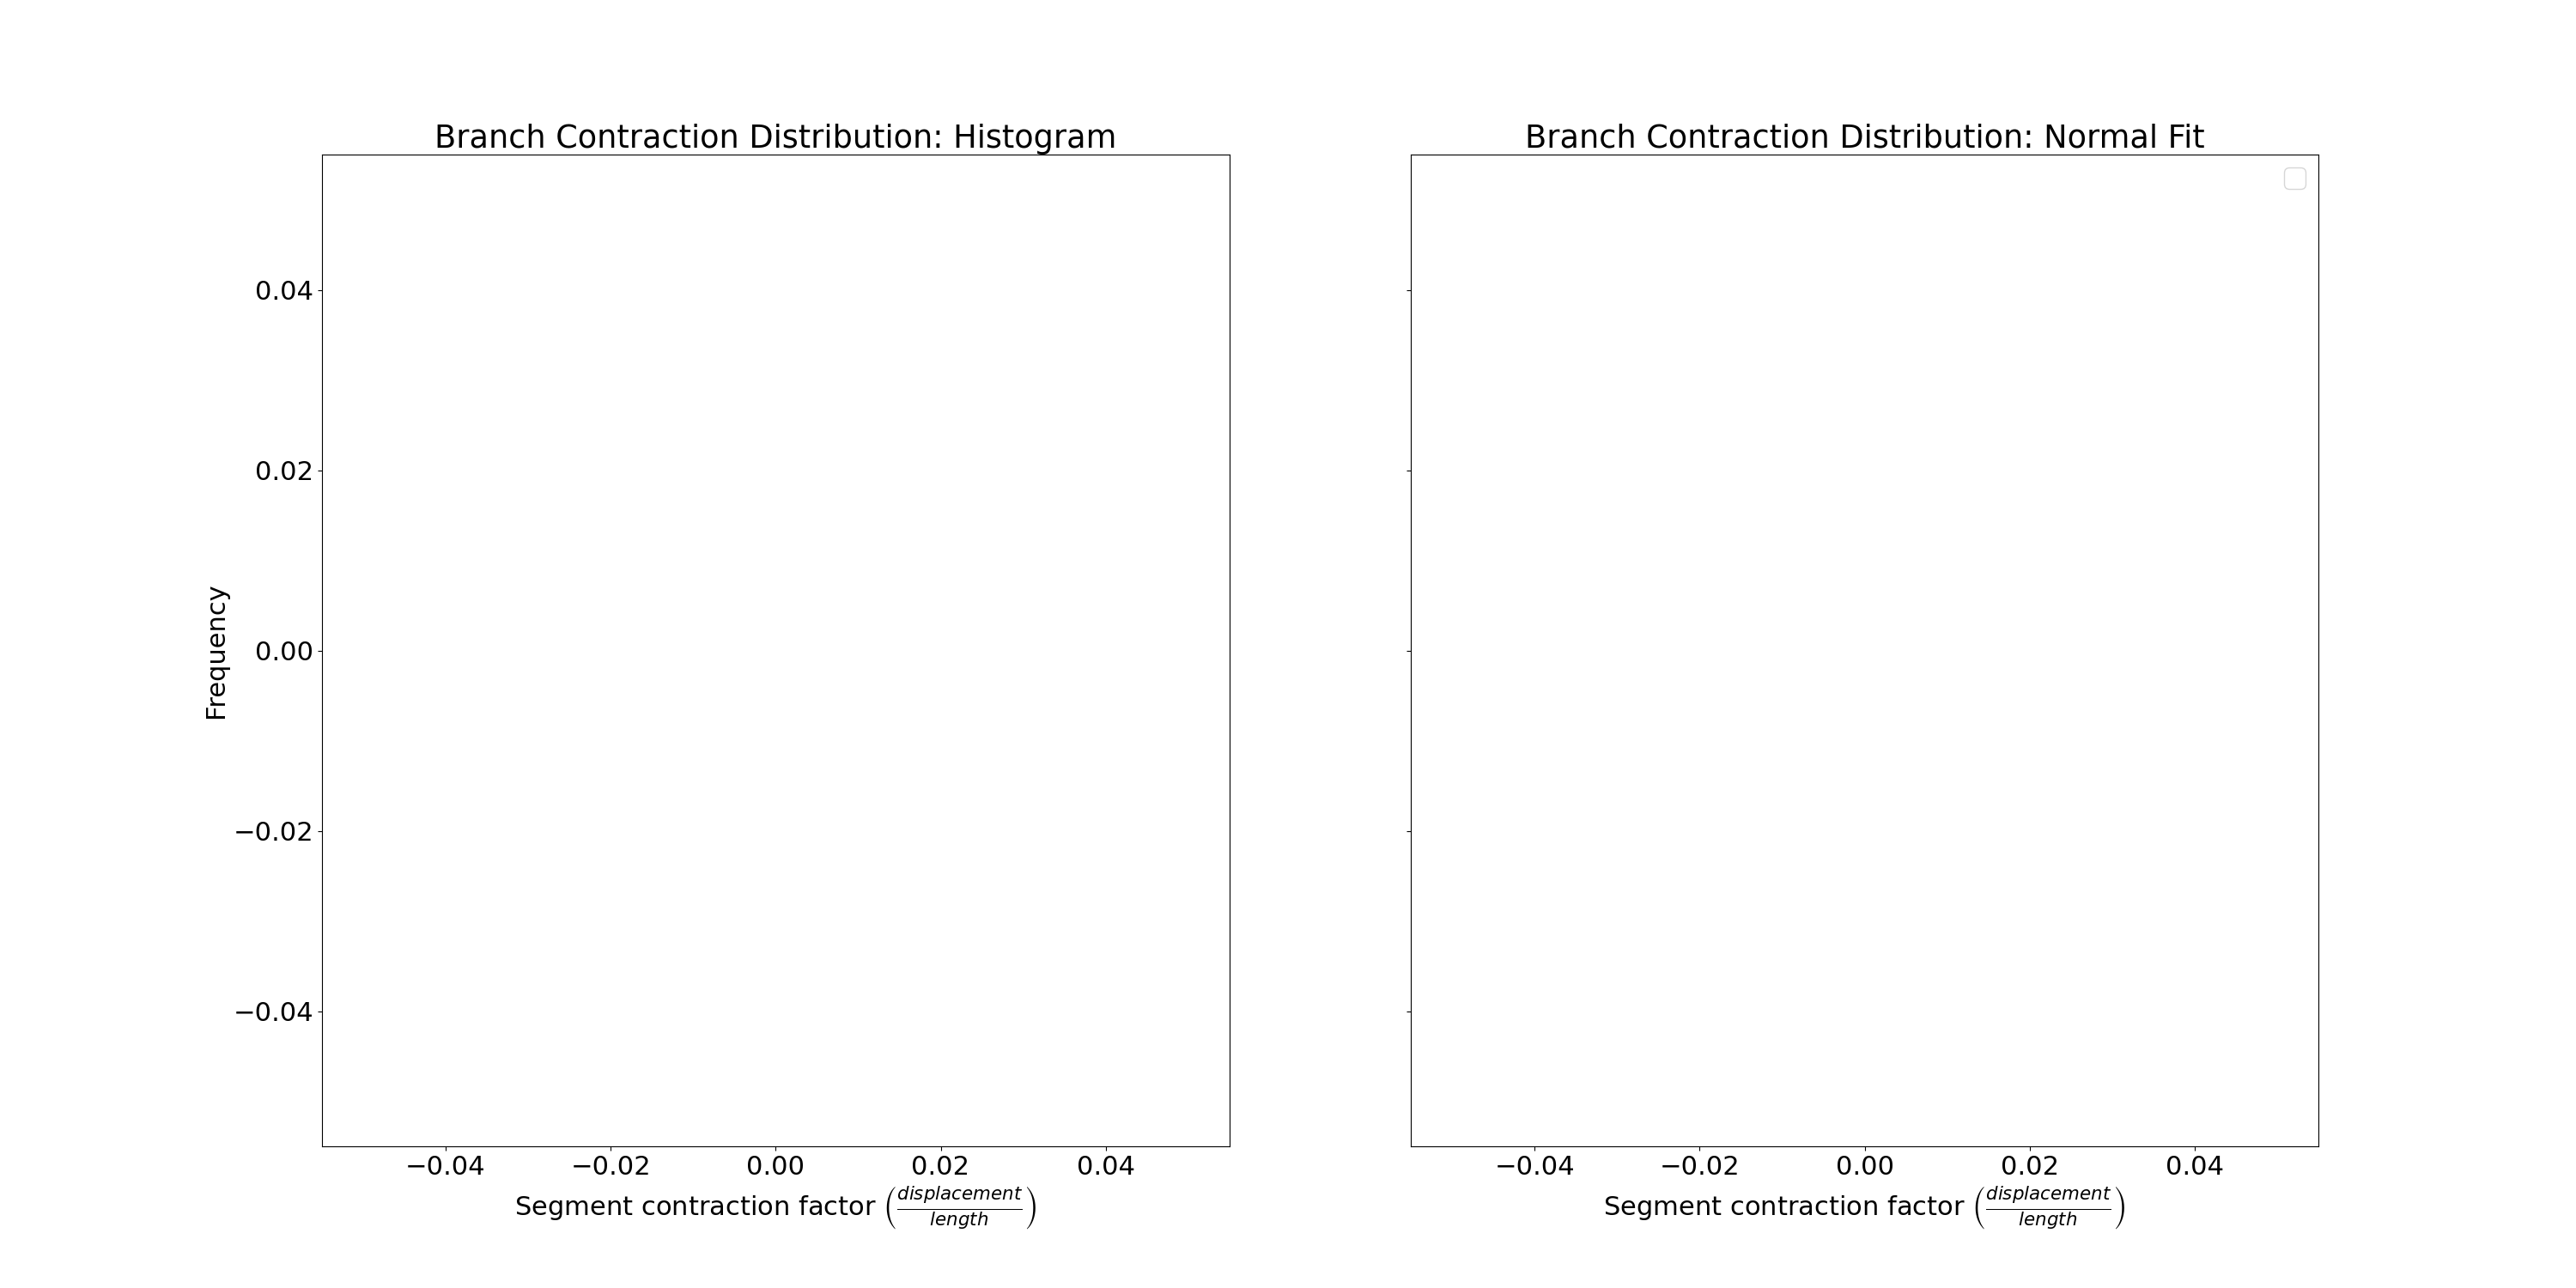 Branch Contraction Distribution: Histogram
0.04
0.02
0.00
−0.02
−0.04
Frequency
−0.04 −0.02 0.00 0.02 0.04
Segment contraction factor (displacement/length)
Branch Contraction Distribution: Normal Fit
−0.04 −0.02 0.00 0.02 0.04
Segment contraction factor (displacement/length)